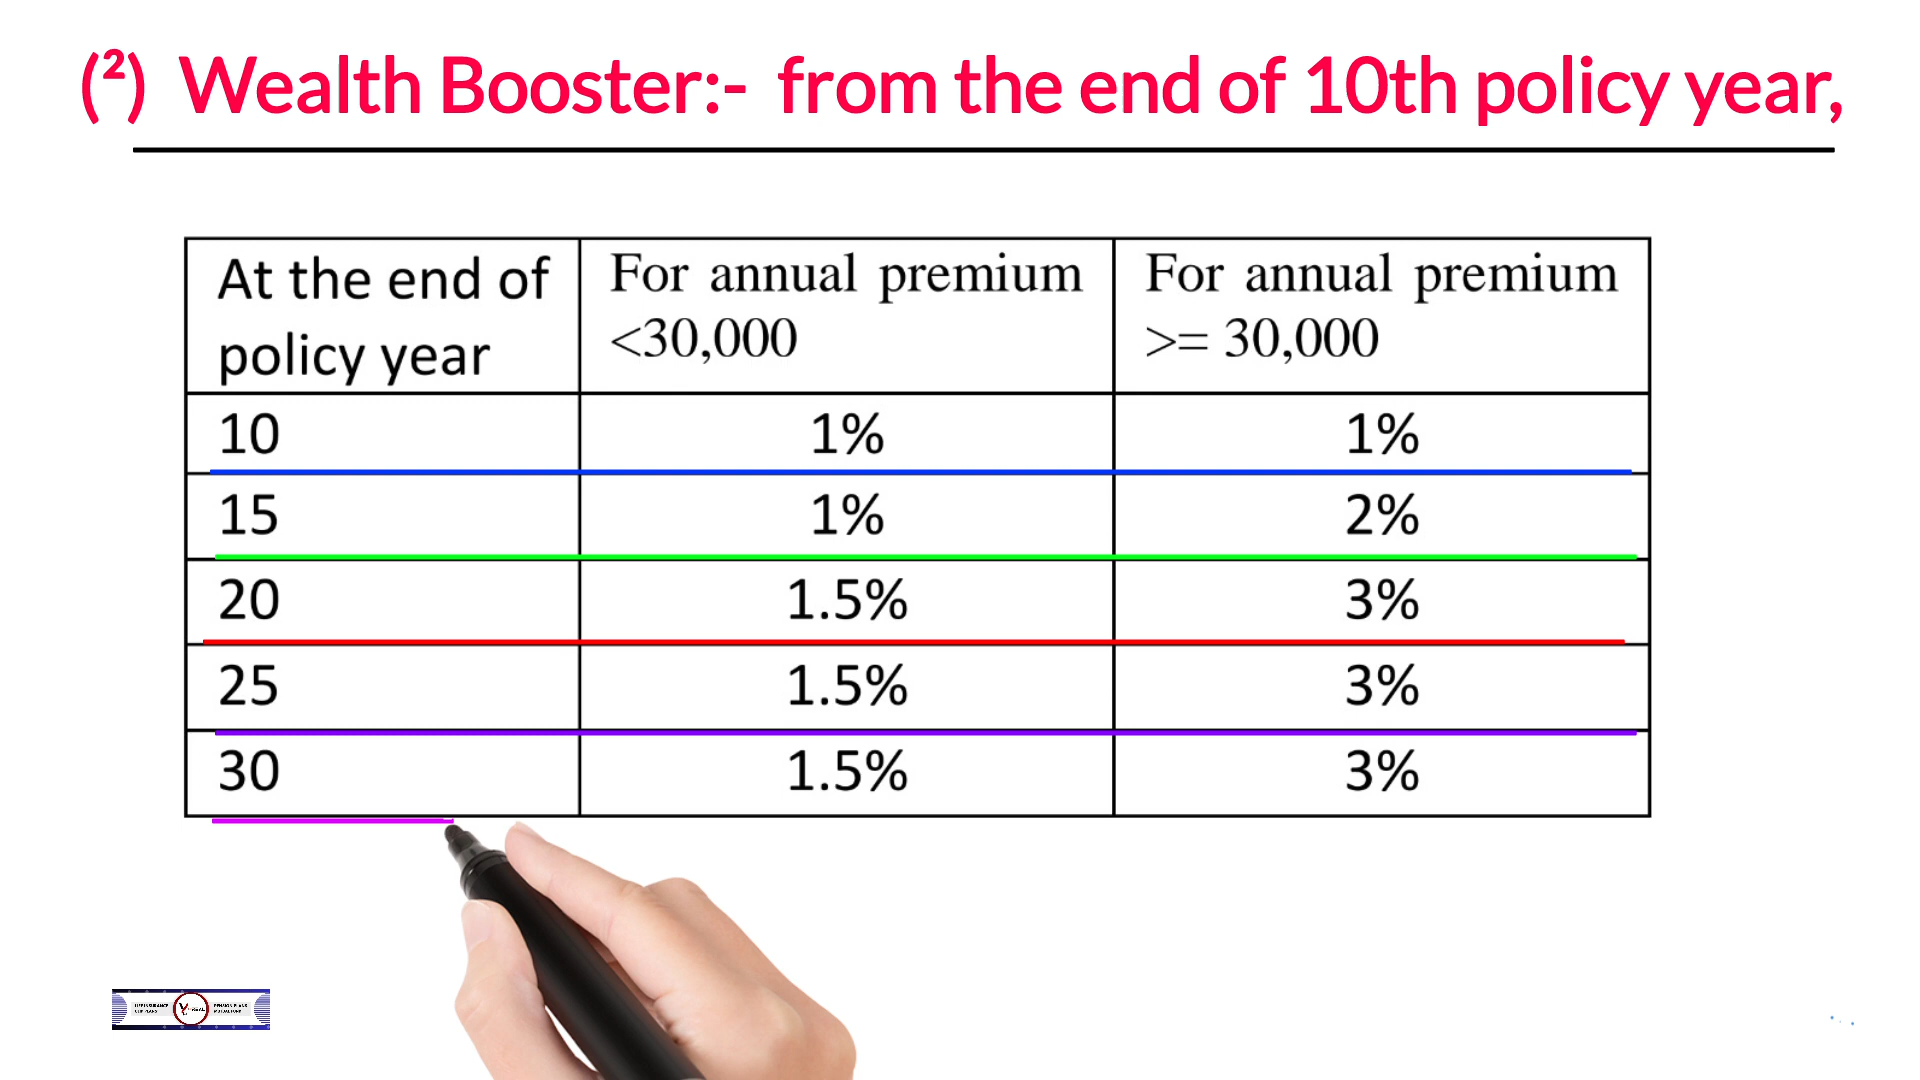 (²) Wealth Booster:- from the end of 10th policy year,
At the end of
policy year
For annual premium
<30,000
For annual premium
>= 30,000
10 1% 1%
15 1% 2%
20 1.5% 3%
25 1.5% 3%
30 1.5% 3%